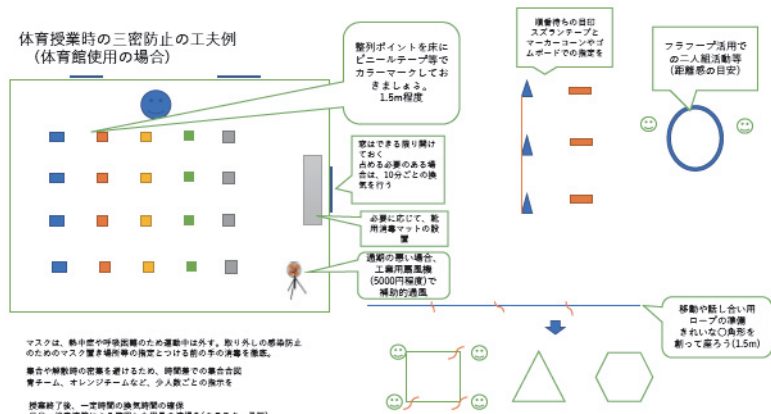 体育授業時の三密防止の工夫例
(体育館使用の場合)
整列ポイントを床に
ビニールテープ等で
カラーマークしてお
きましょう。
1.5m程度
順番待ちの目印
スズランテープと
マーカーコーンやゴ
ムボードでの指定を
フラフープ活用で
の二人組活動等
(距離感の目安)
窓はできる限り開けて
おく
占める必要のある場
合は、10分ごとの換
気を行う
必要に応じて、靴
用消毒マットの設
置
通期の悪い場合、
工業用扇風機
(5000円程度)で
補助的通風
移動や話し合い用
ロープの準備
きれいな〇角形を
創って座ろう(1.5m)
マスクは、熱中症や呼吸困難のため運動中は外す。取り外しの感染防止
のためのマスク置き場所等の指定とつける前の手の消毒を徹底。
集合や解散時の密集を避けるため、時間差での集合合図
青チーム、オレンジチームなど、少人数ごとの指示を
授業終了後、一定時間の換気時間の確保